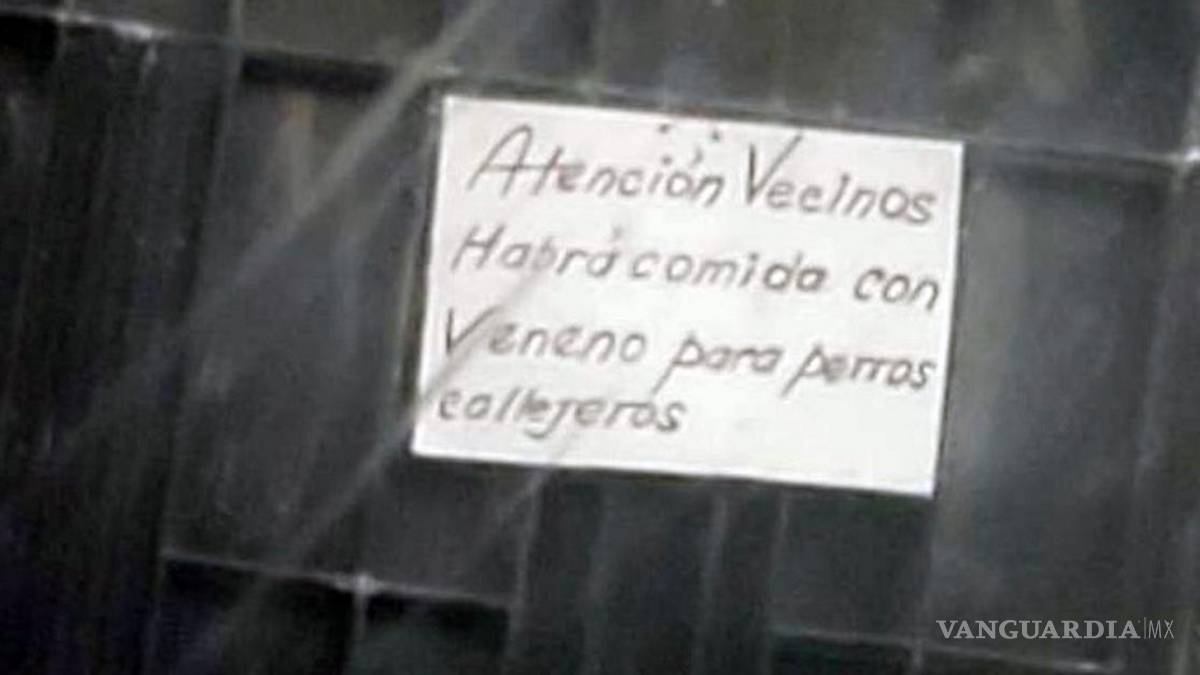 Atención Vecinos
Habrá comida con
Veneno para perros
callejeros
VANGUARDIA|MX